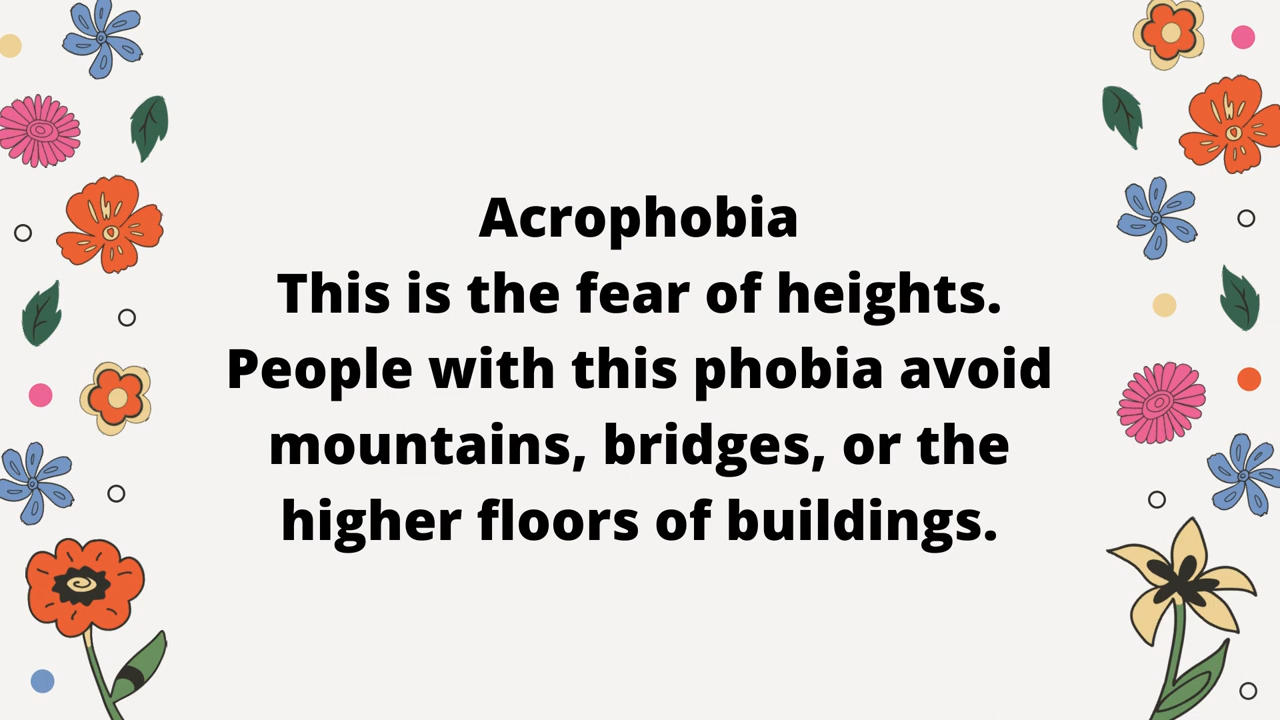 Acrophobia
This is the fear of heights.
People with this phobia avoid
mountains, bridges, or the
higher floors of buildings.